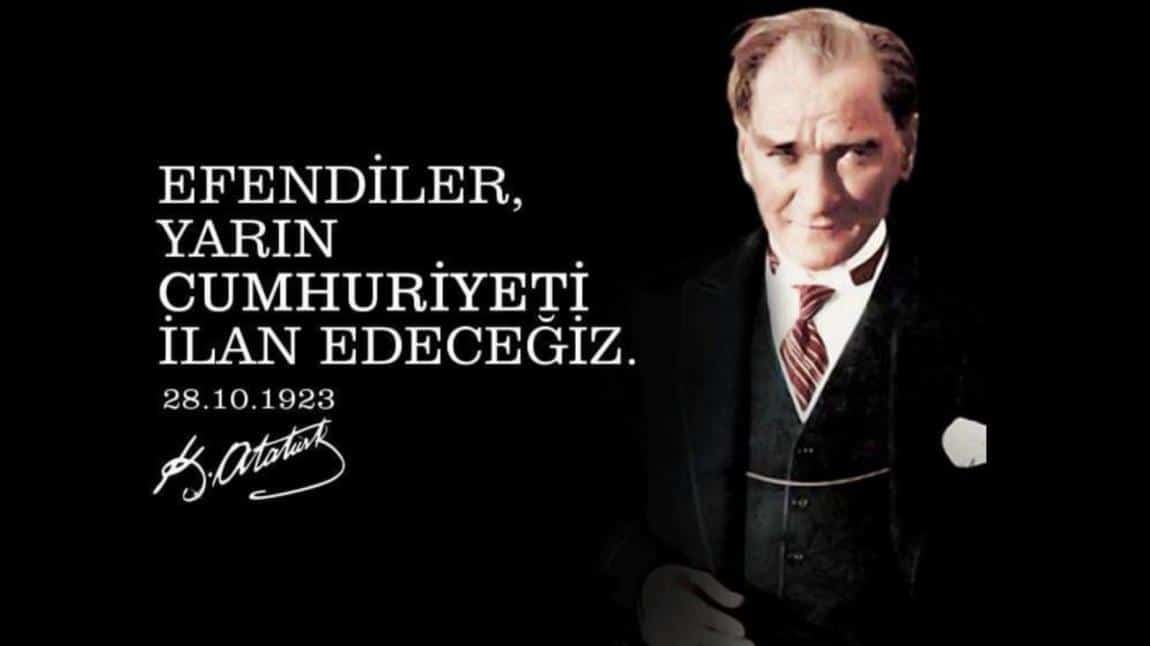 EFENDİLER,
YARIN
CUMHURİYETİ
İLAN EDECEĞİZ.
28.10.1923
K. Atatürk